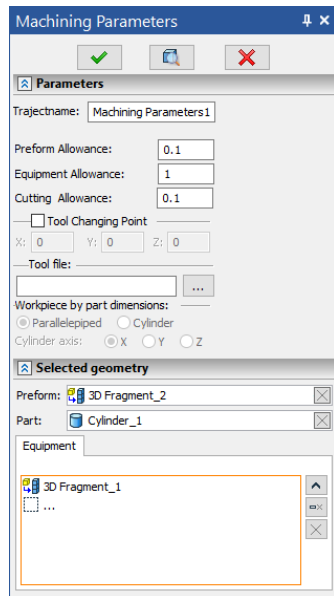 Machining Parameters
Parameters
Trajectname: Machining Parameters1
Preform Allowance: 0.1
Equipment Allowance: 1
Cutting Allowance: 0.1
Tool Changing Point
X: 0 Y: 0 Z: 0
Tool file:
...
Workpiece by part dimensions:
Parallelepiped Cylinder
Cylinder axis: X Y Z
Selected geometry
Preform: 3D Fragment_2
Part: Cylinder_1
Equipment
3D Fragment_1
...